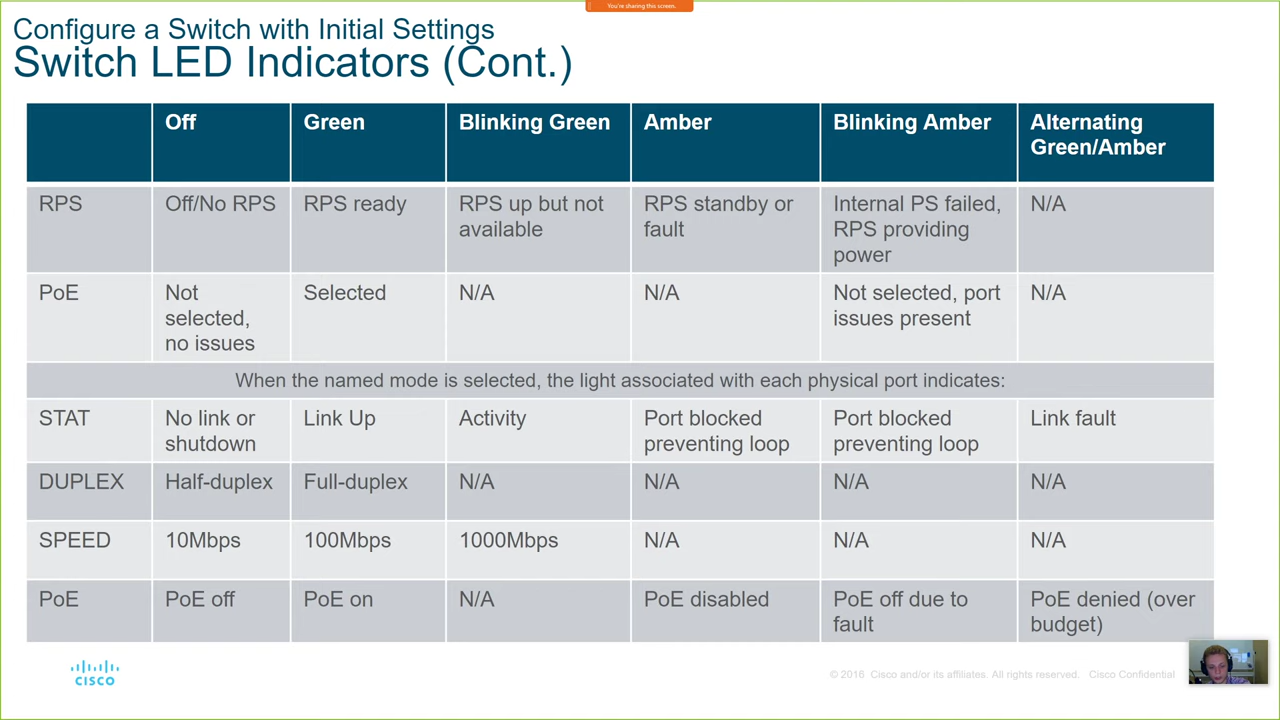 You're sharing this screen.
Configure a Switch with Initial Settings
Switch LED Indicators (Cont.)
Off
Green
Blinking Green
Amber
Blinking Amber
Alternating
Green/Amber
RPS
Off/No RPS
RPS ready
RPS up but not
available
RPS standby or
fault
Internal PS failed,
RPS providing
power
N/A
PoE
Not
selected,
no issues
Selected
N/A
N/A
Not selected, port
issues present
N/A
When the named mode is selected, the light associated with each physical port indicates:
STAT
No link or
shutdown
Link Up
Activity
Port blocked
preventing loop
Port blocked
preventing loop
Link fault
DUPLEX
Half-duplex
Full-duplex
N/A
N/A
N/A
N/A
SPEED
10Mbps
100Mbps
1000Mbps
N/A
N/A
N/A
PoE
PoE off
PoE on
N/A
PoE disabled
PoE off due to
fault
PoE denied (over
budget)
CISCO
© 2016 Cisco and/or its affiliates. All rights reserved. Cisco Confidential